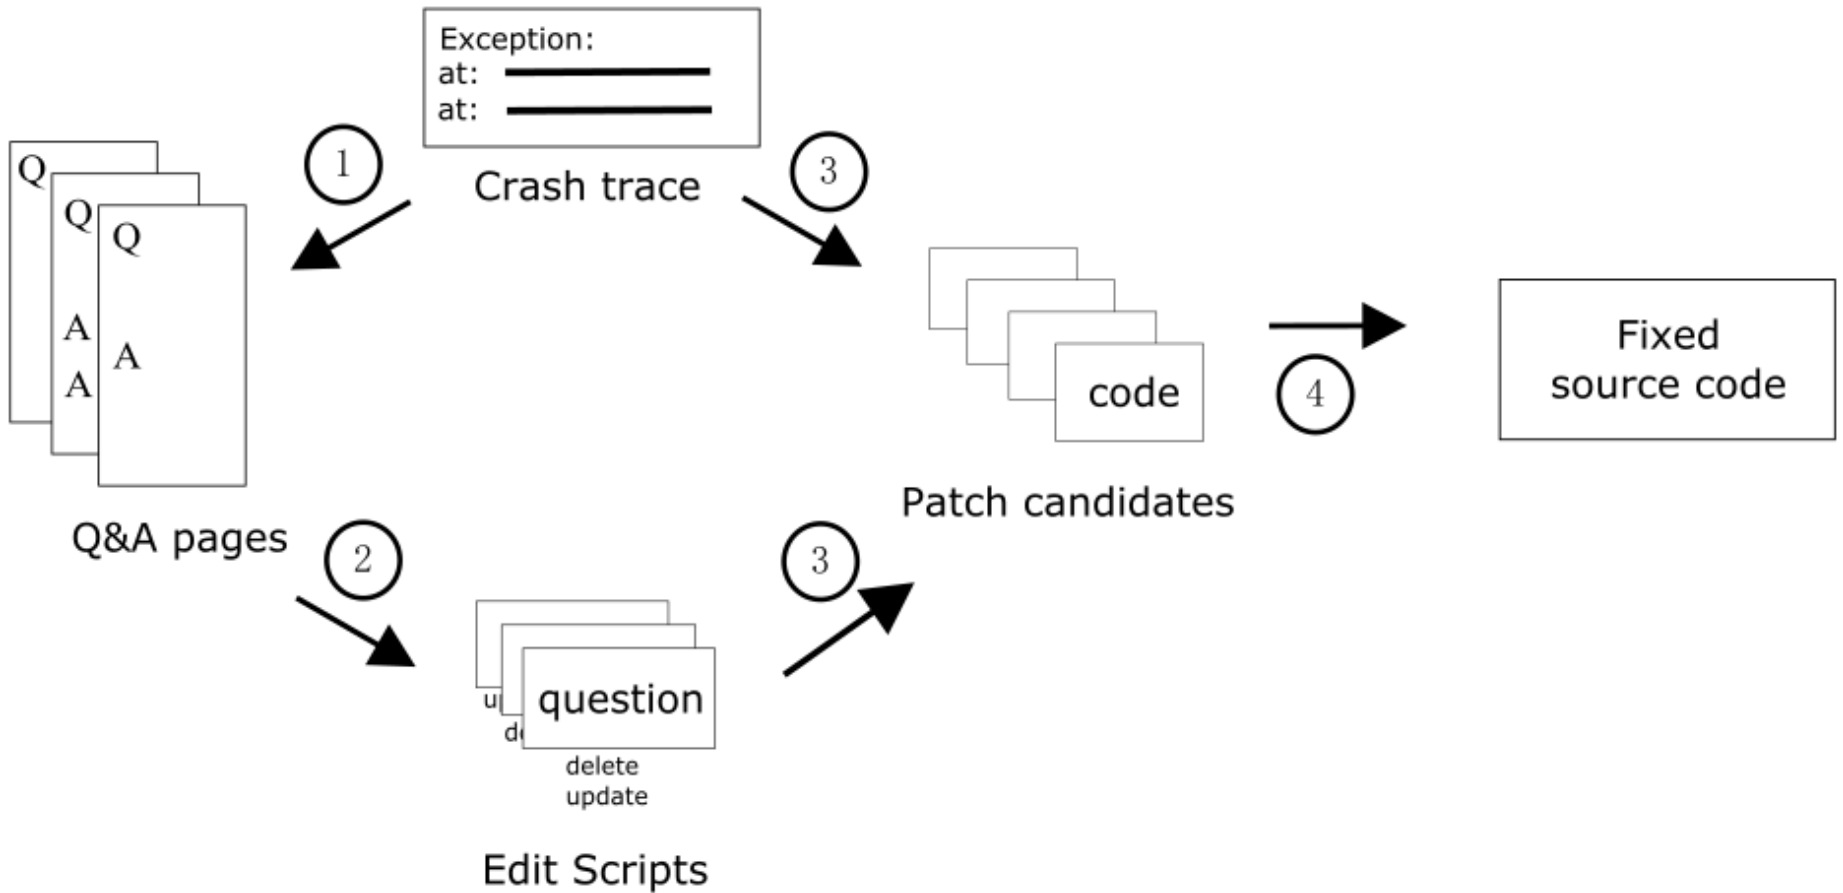 Exception:
at:
at:
Crash trace
1
3
Q
Q
Q
A
A
A
Q&A pages
2
question
delete
update
Edit Scripts
3
code
Patch candidates
4
Fixed
source code